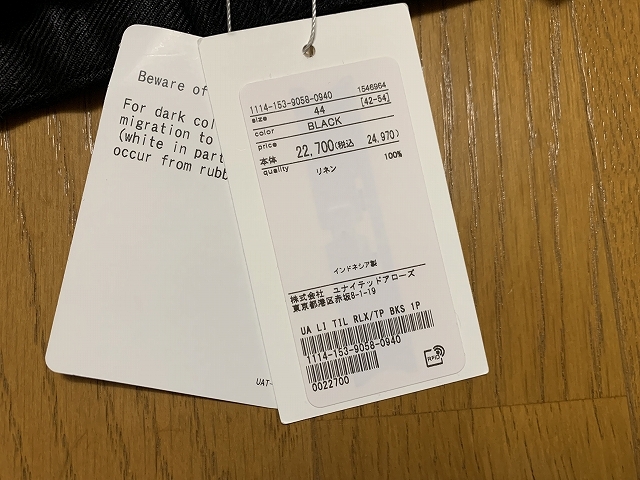 Beware of
For dark col
migration to
(white in part
occur from rubb
UAT-
1114-153-9058-0940 1546964
size 44 [42-54]
color BLACK
price
本体 22,700(税込 24,970)
quality 100%
リネン
インドネシア製
株式会社 ユナイテッドアローズ
東京都港区赤坂8-1-19
UA LI TIL RLX/TP BKS 1P
1114-153-9058-0940
0022700
RFID